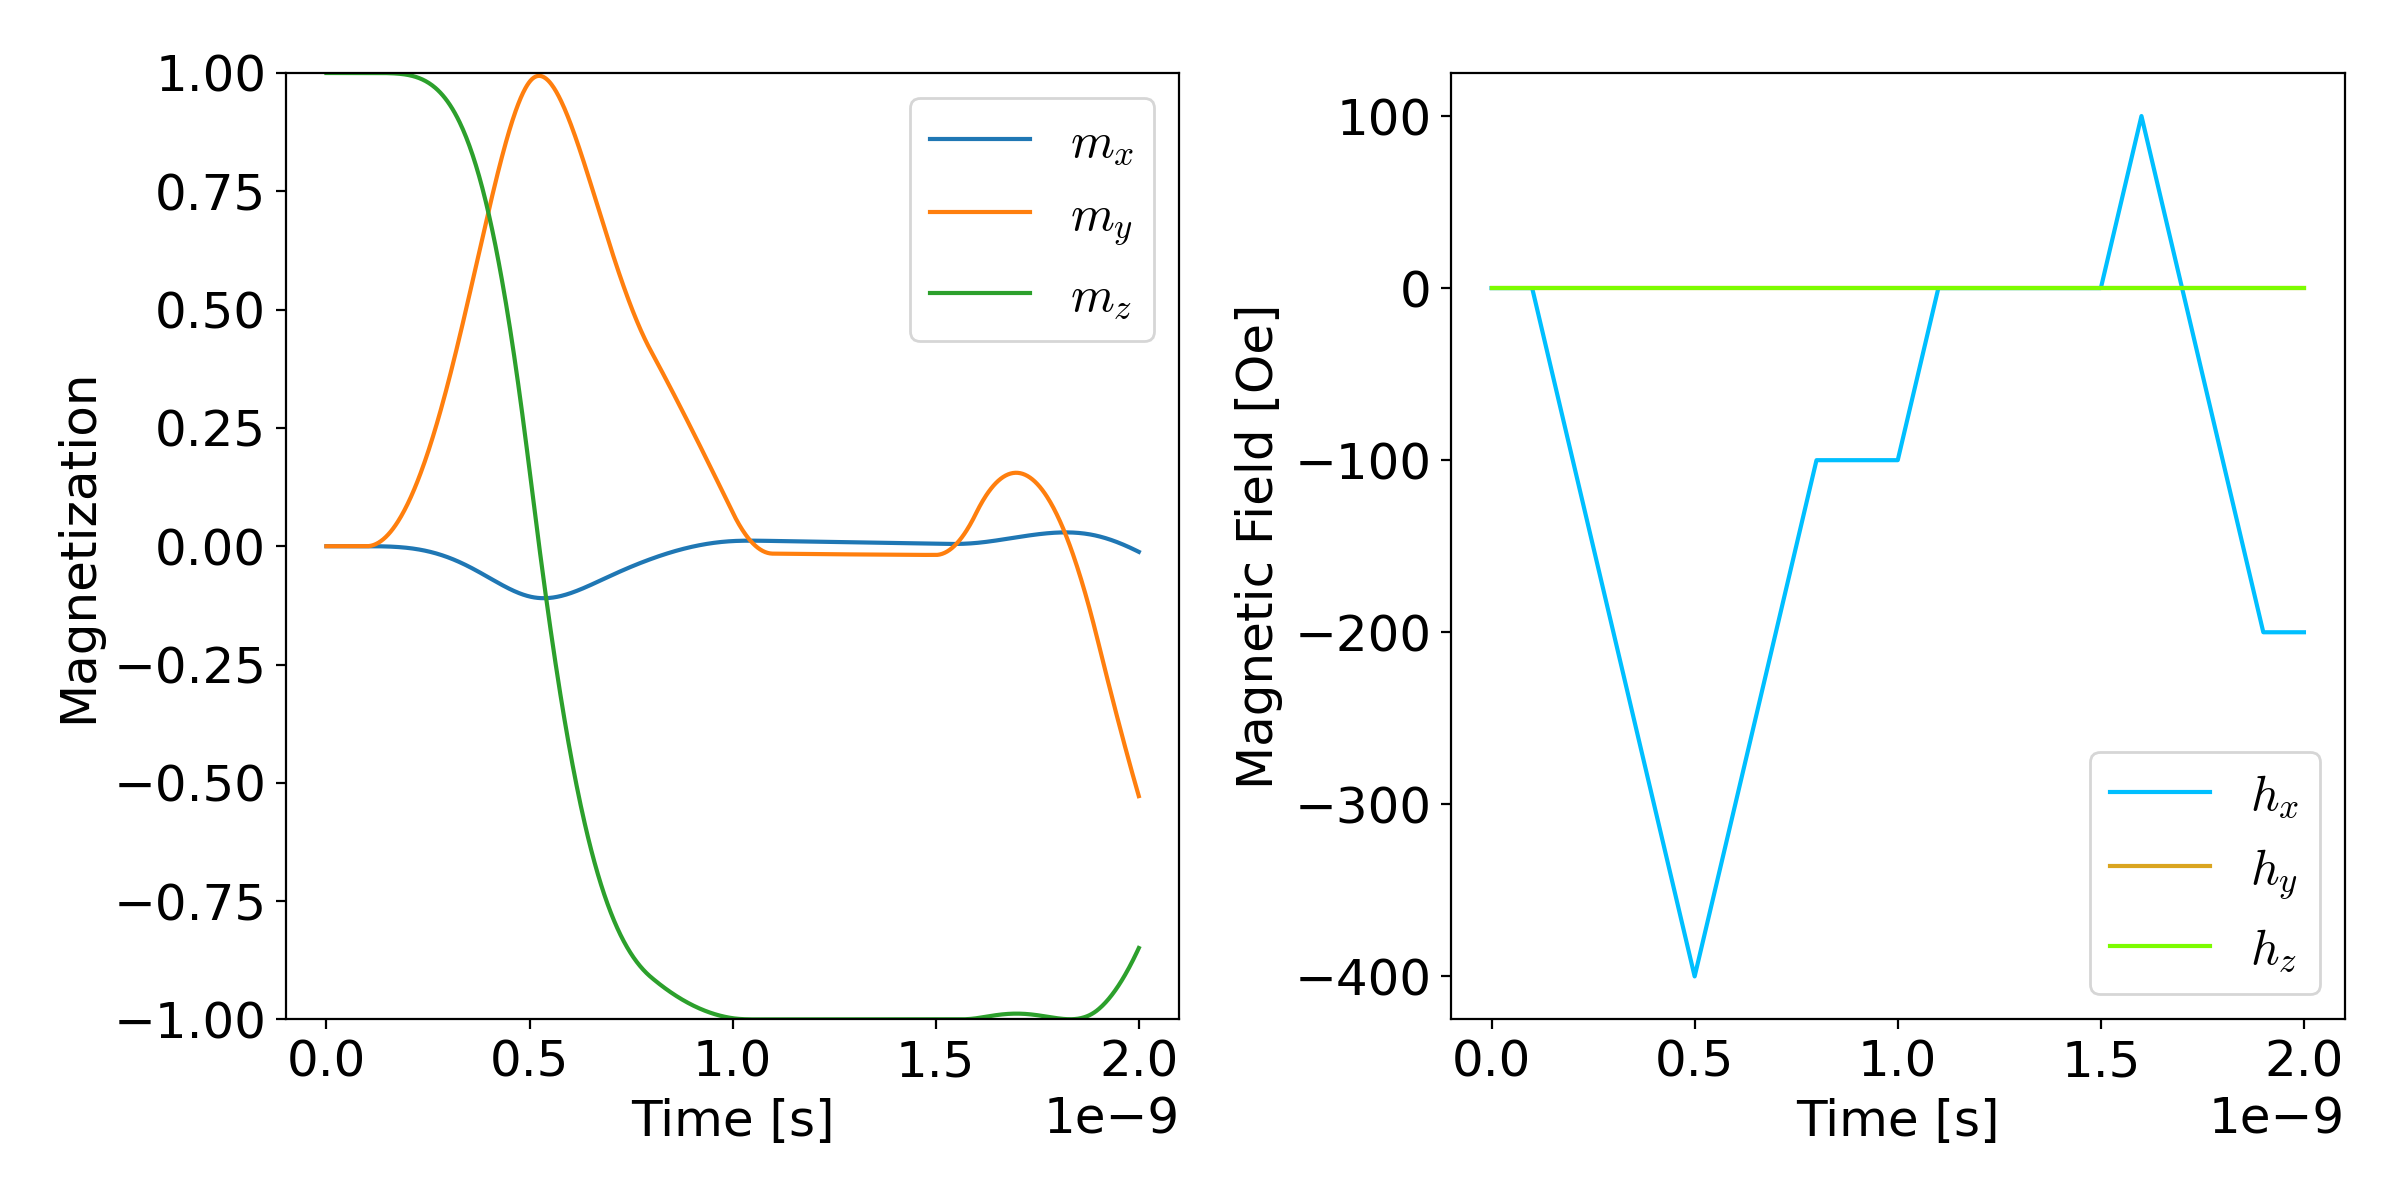 Magnetization
1.00
0.75
0.50
0.25
0.00
−0.25
−0.50
−0.75
−1.00
0.0 0.5 1.0 1.5 2.0
Time [s]
1e−9
m_x
m_y
m_z
Magnetic Field [Oe]
100
0
−100
−200
−300
−400
0.0 0.5 1.0 1.5 2.0
Time [s]
1e−9
h_x
h_y
h_z